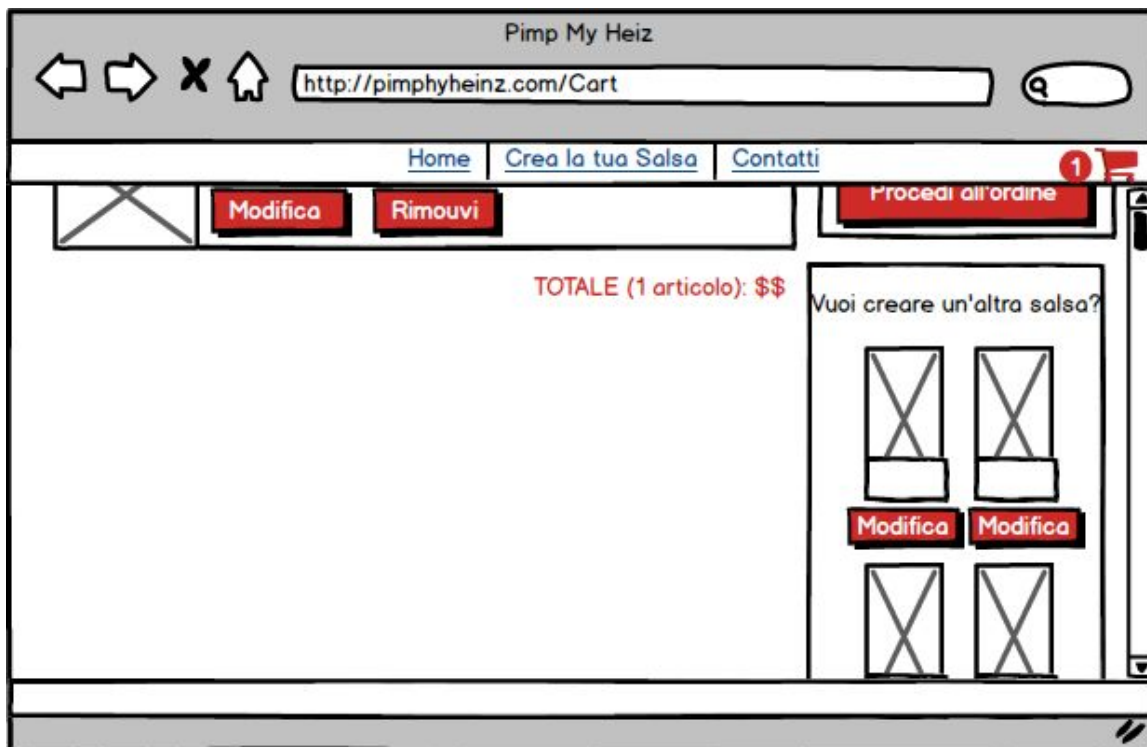 Pimp My Heiz
http://pimphyheinz.com/Cart
Home Crea la tua Salsa Contatti
1
Modifica Rimouvi
Procedi all'ordine
TOTALE (1 articolo): $$
Vuoi creare un'altra salsa?
Modifica Modifica